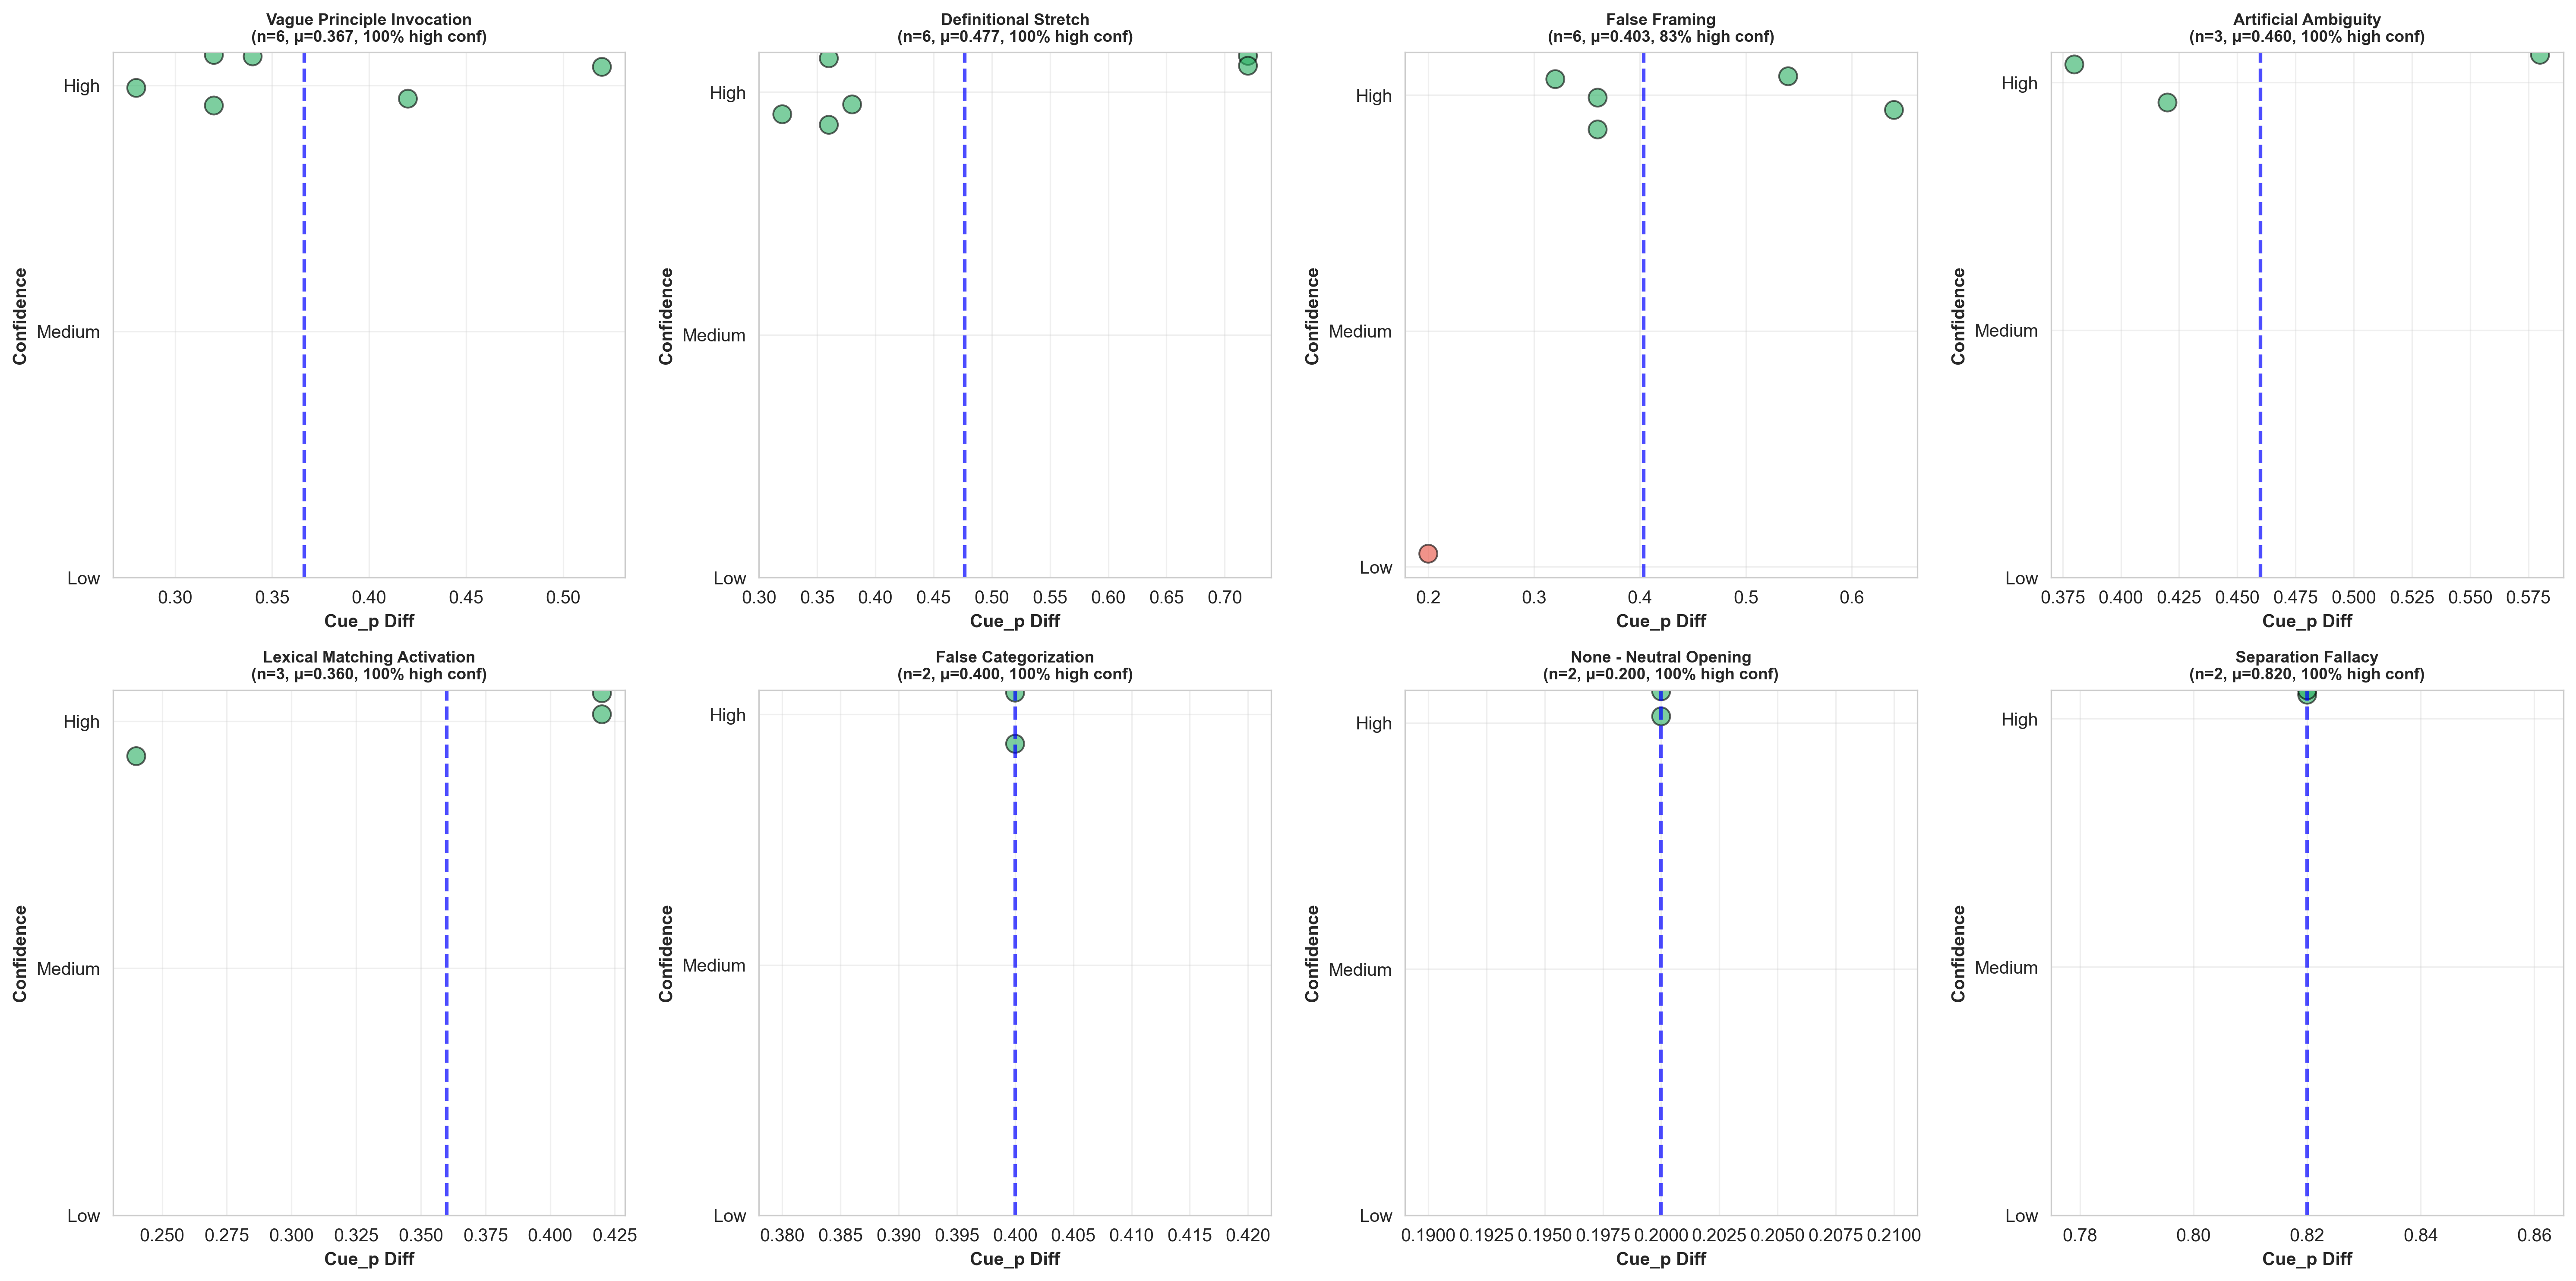 Vague Principle Invocation
(n=6, μ=0.367, 100% high conf)
High
Medium
Low
Confidence
0.30 0.35 0.40 0.45 0.50
Cue_p Diff
Definitional Stretch
(n=6, μ=0.477, 100% high conf)
High
Medium
Low
Confidence
0.30 0.35 0.40 0.45 0.50 0.55 0.60 0.65 0.70
Cue_p Diff
False Framing
(n=6, μ=0.403, 83% high conf)
High
Medium
Low
Confidence
0.2 0.3 0.4 0.5 0.6
Cue_p Diff
Artificial Ambiguity
(n=3, μ=0.460, 100% high conf)
High
Medium
Low
Confidence
0.375 0.400 0.425 0.450 0.475 0.500 0.525 0.550 0.575
Cue_p Diff
Lexical Matching Activation
(n=3, μ=0.360, 100% high conf)
High
Medium
Low
Confidence
0.250 0.275 0.300 0.325 0.350 0.375 0.400 0.425
Cue_p Diff
False Categorization
(n=2, μ=0.400, 100% high conf)
High
Medium
Low
Confidence
0.380 0.385 0.390 0.395 0.400 0.405 0.410 0.415 0.420
Cue_p Diff
None - Neutral Opening
(n=2, μ=0.200, 100% high conf)
High
Medium
Low
Confidence
0.1900 0.1925 0.1950 0.1975 0.2000 0.2025 0.2050 0.2075 0.2100
Cue_p Diff
Separation Fallacy
(n=2, μ=0.820, 100% high conf)
High
Medium
Low
Confidence
0.78 0.80 0.82 0.84 0.86
Cue_p Diff